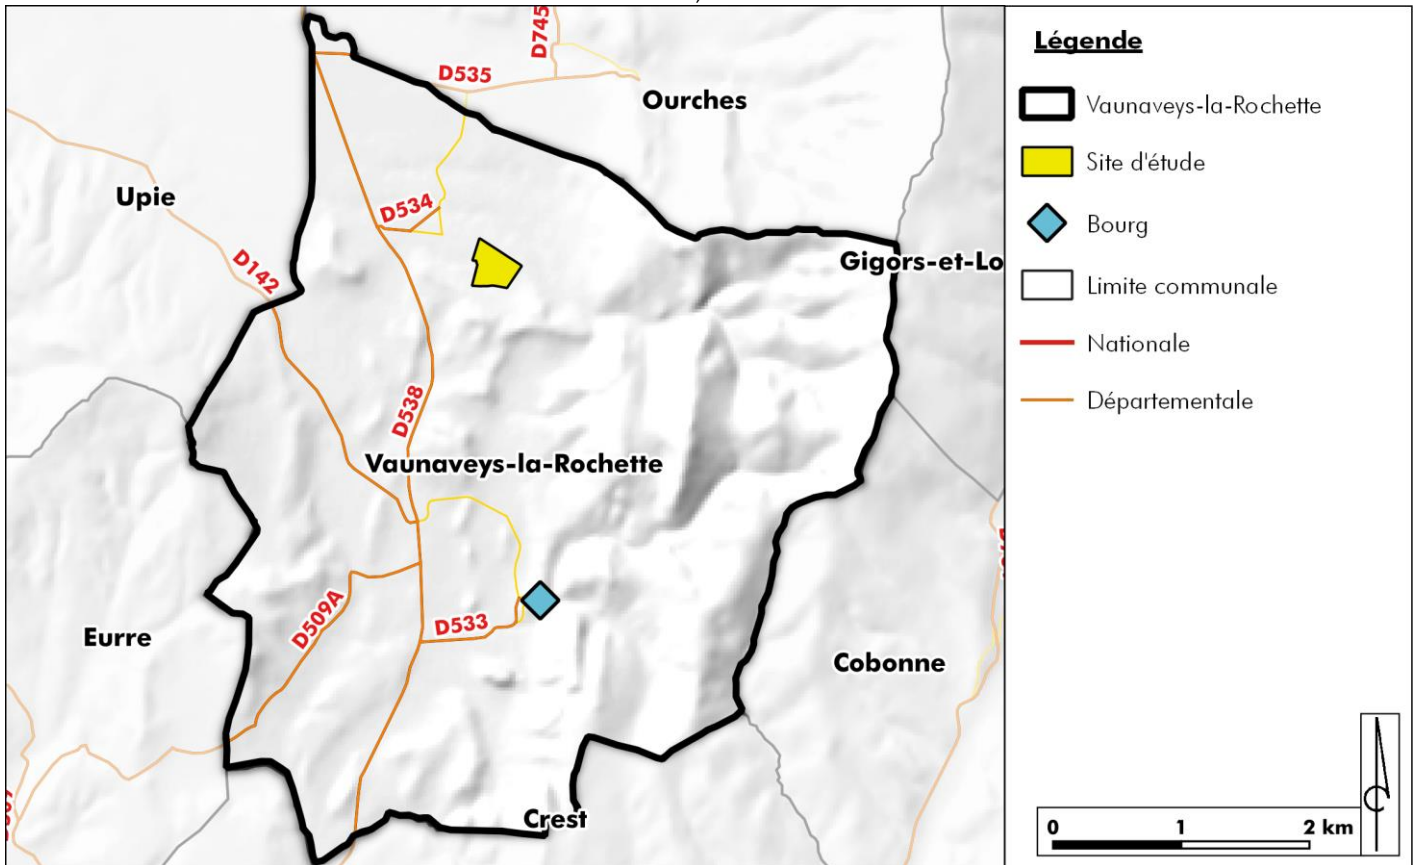 D745
D535
Ourches
Upie
D534
D142
Gigors-et-Lo
D538
Vaunaveys-la-Rochette
D509A
D533
Eurre
Cobonne
Crest
Légende
Vaunaveys-la-Rochette
Site d'étude
Bourg
Limite communale
Nationale
Départementale
0 1 2 km